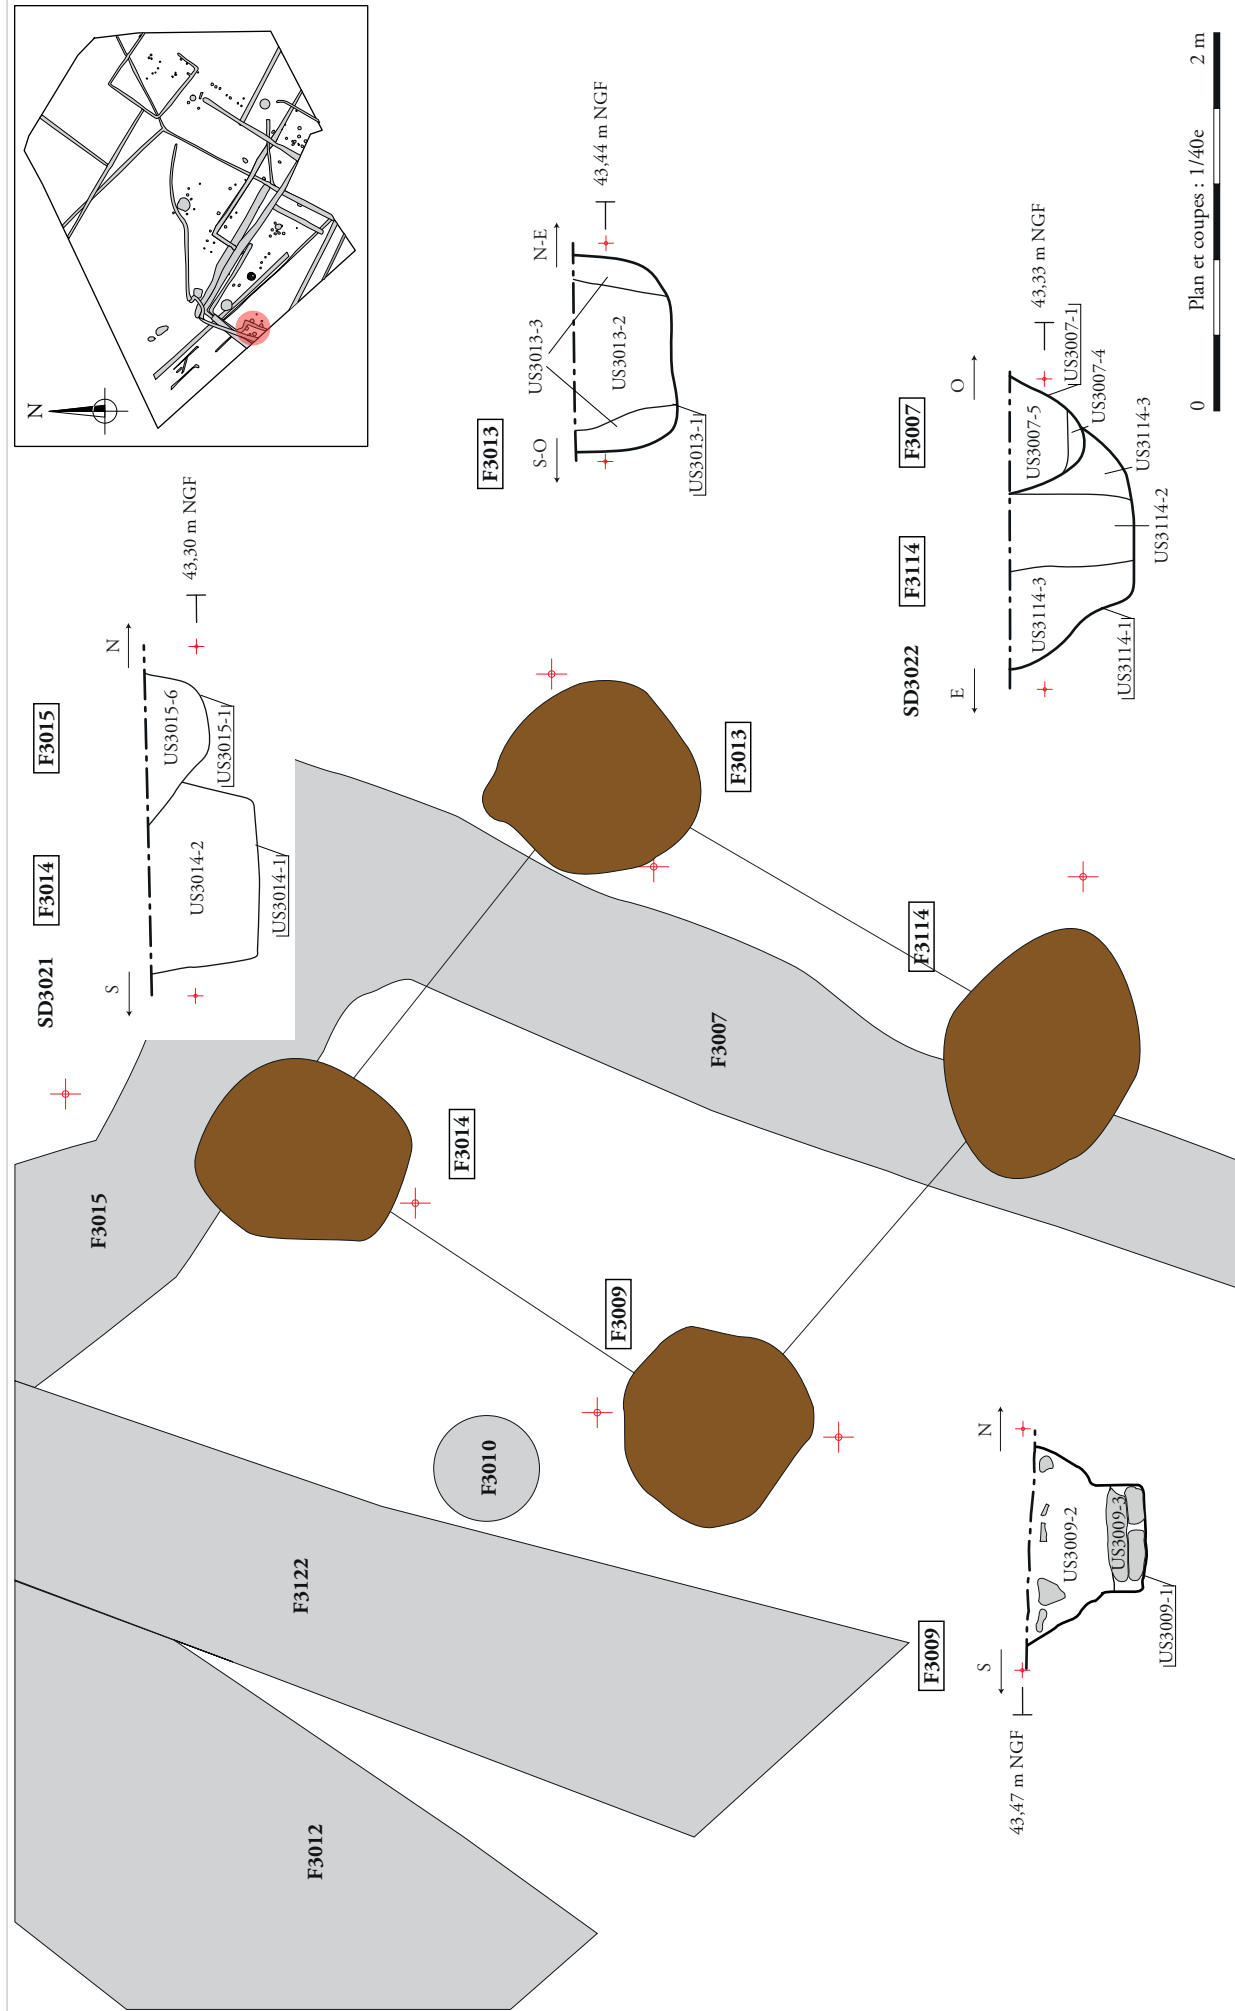 N
SD3021
F3014
F3015
S
N
43,30 m NGF
US3014-2
US3015-6
US3014-1
US3015-1
F3013
S-O
N-E
43,44 m NGF
US3013-3
US3013-2
US3013-1
SD3022
F3114
F3007
E
O
43,33 m NGF
US3114-3
US3007-5
US3007-1
US3007-4
US3114-3
US3114-2
US3114-1
0
Plan et coupes : 1/40e
2 m
F3015
F3014
F3013
F3007
F3114
F3009
F3010
F3122
F3012
F3009
S
N
43,47 m NGF
US3009-2
US3009-3
US3009-1